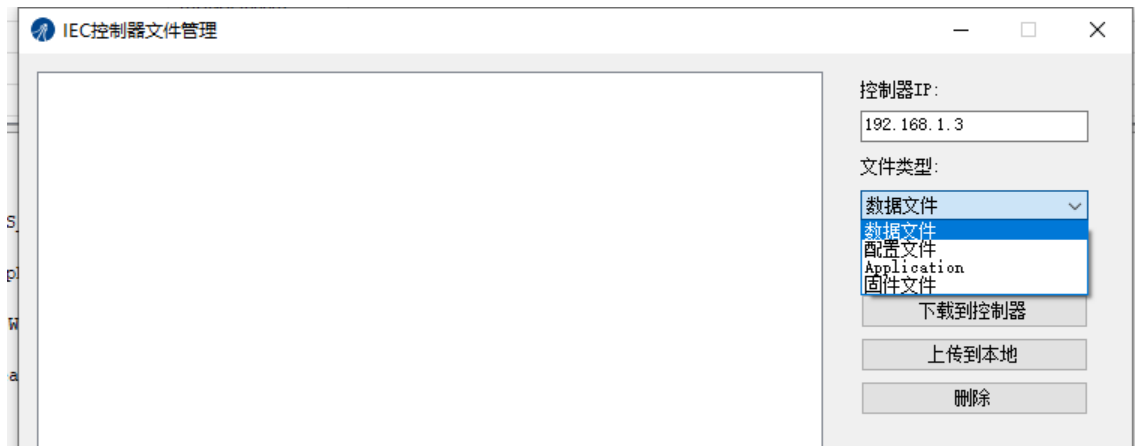 IEC控制器文件管理
控制器IP:
192.168.1.3
文件类型:
数据文件
数据文件
配置文件
Application
固件文件
下载到控制器
上传到本地
删除